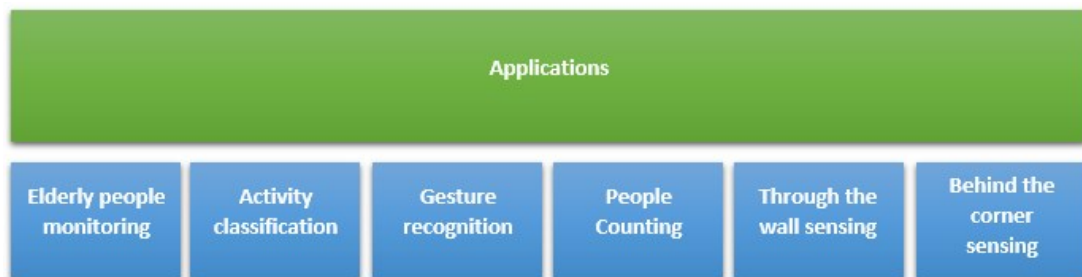 Applications
Elderly people
monitoring
Activity
classification
Gesture
recognition
People
Counting
Through the
wall sensing
Behind the
corner
sensing